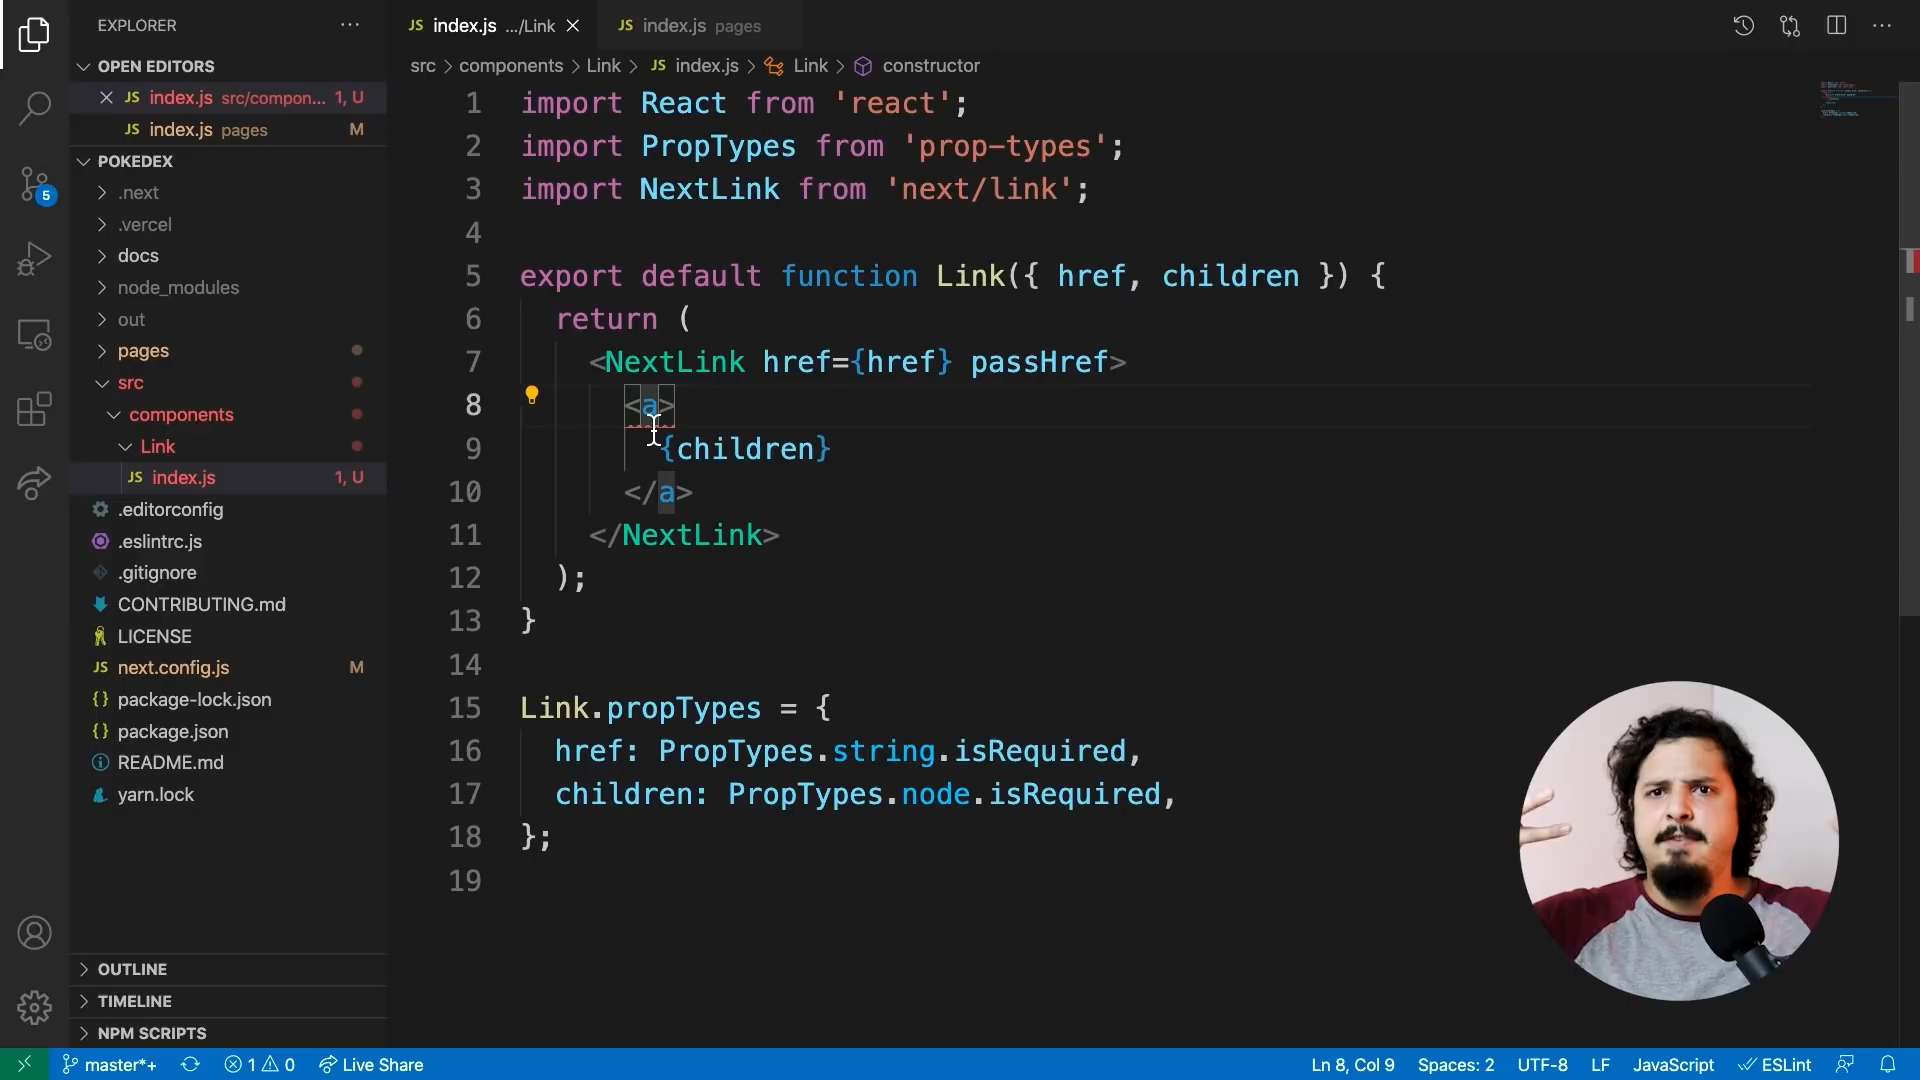 EXPLORER
OPEN EDITORS
JS index.js src/compon... 1, U
JS index.js pages M
POKEDEX
.next
.vercel
docs
node_modules
out
pages
src
components
Link
JS index.js 1, U
.editorconfig
.eslintrc.js
.gitignore
CONTRIBUTING.md
LICENSE
JS next.config.js M
{} package-lock.json
{} package.json
README.md
yarn.lock
OUTLINE
TIMELINE
NPM SCRIPTS
5
JS index.js .../Link
JS index.js pages
src > components > Link > JS index.js > Link > constructor
1 import React from 'react';
2 import PropTypes from 'prop-types';
3 import NextLink from 'next/link';
4
5 export default function Link({ href, children }) {
6 return (
7 <NextLink href={href} passHref>
8 <a>
9 {children}
10 </a>
11 </NextLink>
12 );
13 }
14
15 Link.propTypes = {
16 href: PropTypes.string.isRequired,
17 children: PropTypes.node.isRequired,
18 };
19
master*+ 1 0 Live Share Ln 8, Col 9 Spaces: 2 UTF-8 LF JavaScript ESLint